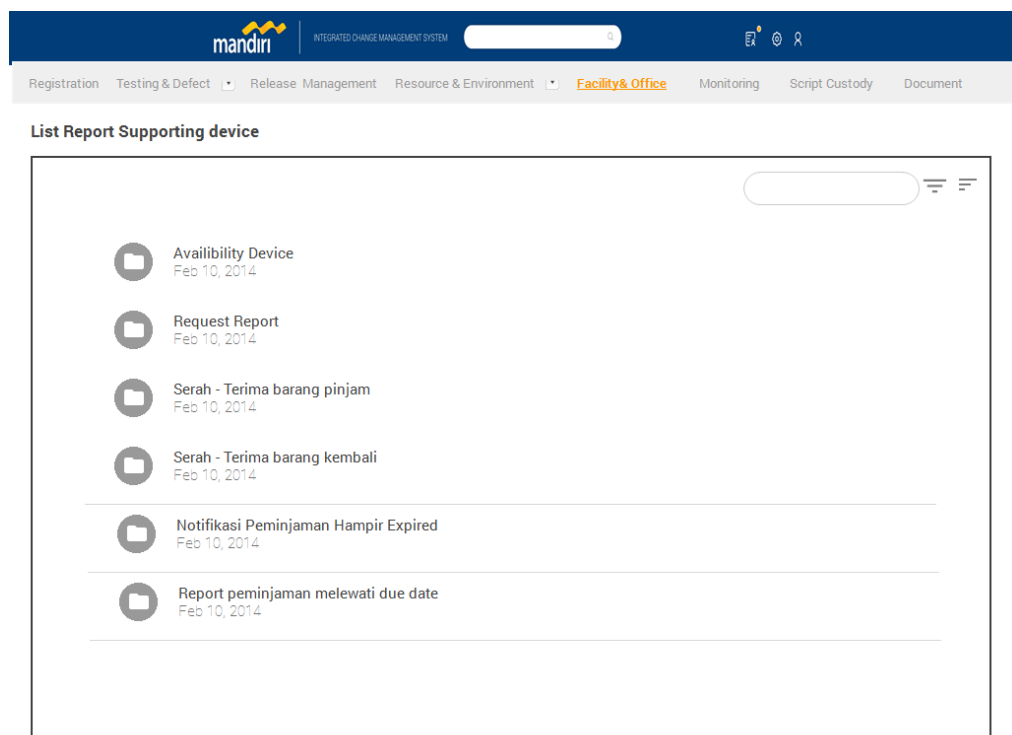 mandiri
INTEGRATED CHANGE MANAGEMENT SYSTEM
Registration Testing & Defect Release Management Resource & Environment Facility& Office Monitoring Script Custody Document
List Report Supporting device
Availibility Device
Feb 10, 2014
Request Report
Feb 10, 2014
Serah - Terima barang pinjam
Feb 10, 2014
Serah - Terima barang kembali
Feb 10, 2014
Notifikasi Peminjaman Hampir Expired
Feb 10, 2014
Report peminjaman melewati due date
Feb 10, 2014